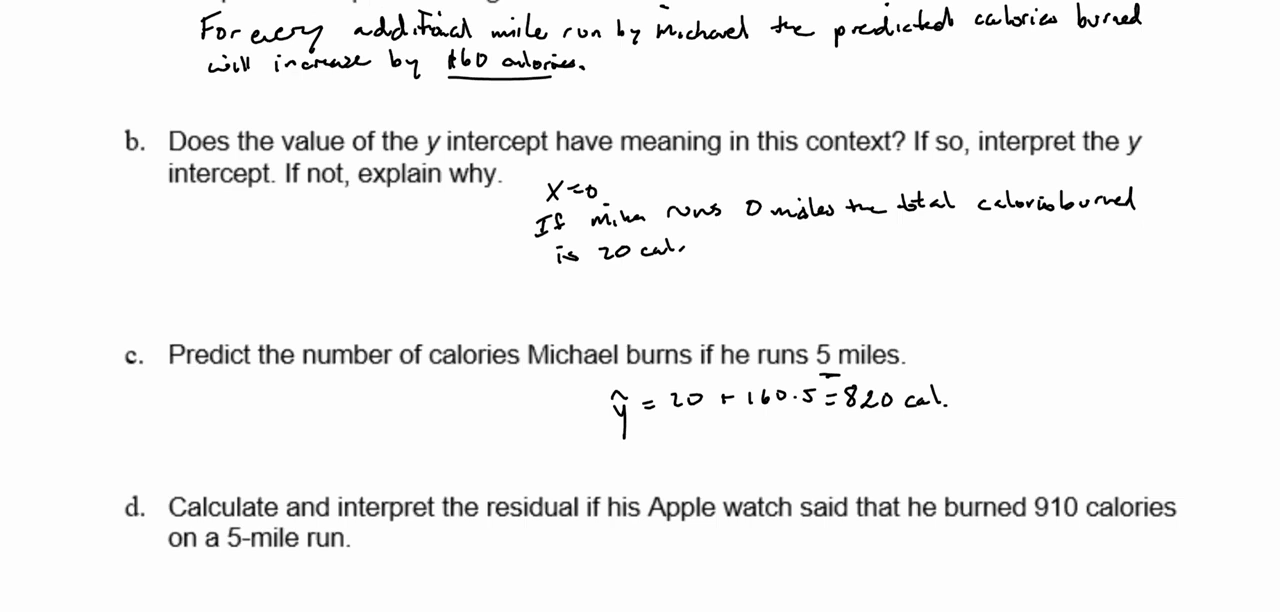 For every additional mile run by Michael the predicted calories burned
will increase by 160 calories.
b. Does the value of the y intercept have meaning in this context? If so, interpret the y
intercept. If not, explain why.
x=0
If runs 0 miles the total calories burned
is 20 cal.
c. Predict the number of calories Michael burns if he runs 5 miles.
ŷ = 20 + 160·5 = 820 cal.
d. Calculate and interpret the residual if his Apple watch said that he burned 910 calories
on a 5-mile run.